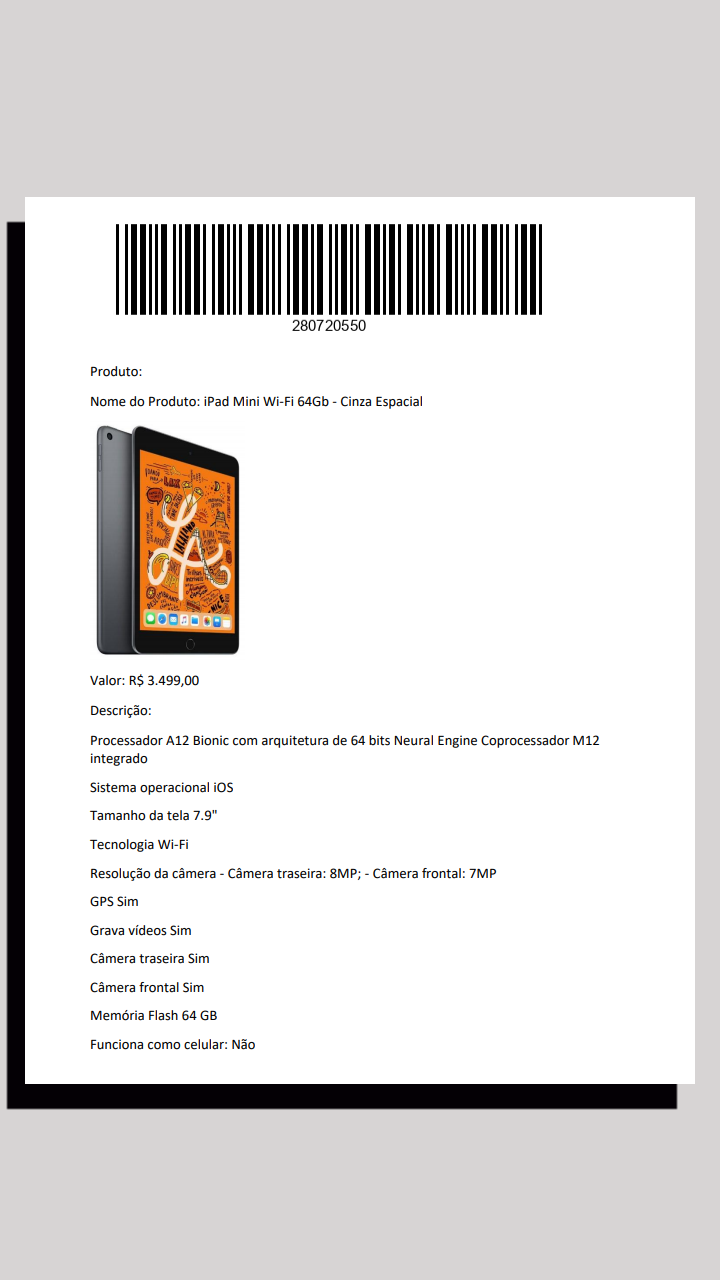 280720550
Produto:
Nome do Produto: iPad Mini Wi-Fi 64Gb - Cinza Espacial
Valor: R$ 3.499,00
Descrição:
Processador A12 Bionic com arquitetura de 64 bits Neural Engine Coprocessador M12
integrado
Sistema operacional iOS
Tamanho da tela 7.9"
Tecnologia Wi-Fi
Resolução da câmera - Câmera traseira: 8MP; - Câmera frontal: 7MP
GPS Sim
Grava vídeos Sim
Câmera traseira Sim
Câmera frontal Sim
Memória Flash 64 GB
Funciona como celular: Não